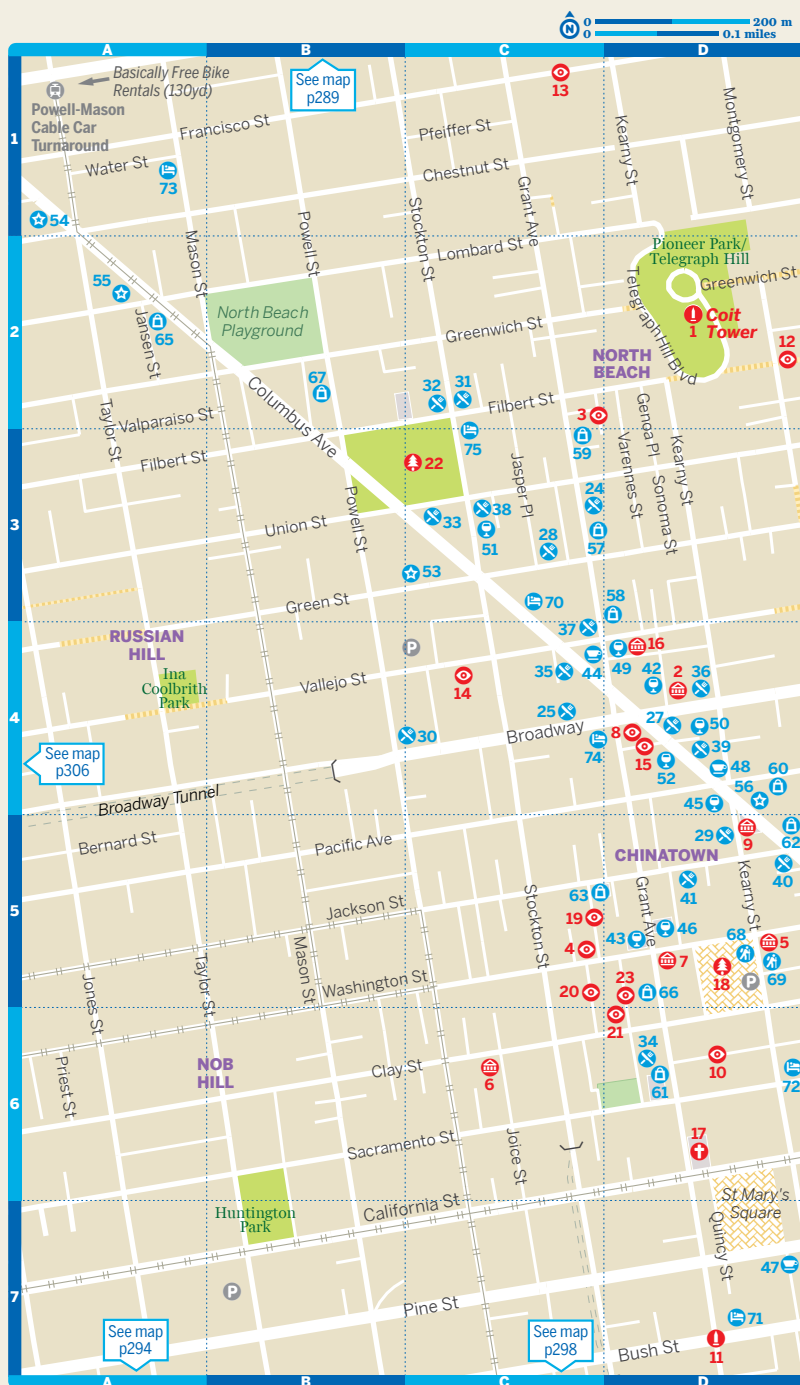 N
0 200 m
0 0.1 miles
A B C D
Basically Free Bike
Rentals (130yd)
Powell-Mason
Cable Car
Turnaround
See map
p289
13
1
Francisco St
Pfeiffer St
Kearny St
Montgomery St
Water St
73
Chestnut St
Grant Ave
54
Mason St
Powell St
Stockton St
Lombard St
Pioneer Park/
Telegraph Hill
Greenwich St
55
65
Jansen St
North Beach
Playground
Telegraph Hill Blvd
1
Coit
Tower
2
Greenwich St
NORTH
BEACH
12
67
32
31
Columbus Ave
Filbert St
3
Taylor St
Valparaiso St
Filbert St
75
59
Genoa Pl
Varennes St
Kearny St
Sonoma St
22
Jasper Pl
Powell St
24
3
Union St
33
38
51
28
57
53
Green St
70
58
RUSSIAN
HILL
P
37
16
Ina
Coolbrith
Park
Vallejo St
14
35
44
49
42
2
36
4
25
30
Broadway
74
8
15
27
50
39
52
48
60
56
45
See map
p306
Broadway Tunnel
Bernard St
Pacific Ave
29
9
62
CHINATOWN
40
41
5
Jackson St
63
Stockton St
Grant Ave
Kearny St
19
43
46
68
5
4
7
18
P
69
Jones St
Taylor St
Mason St
Washington St
20
23
66
21
34
Priest St
NOB
HILL
Clay St
6
61
10
72
6
Sacramento St
Joice St
17
Huntington
Park
California St
St Mary's
Square
Quincy St
47
7
P
Pine St
71
11
See map
p294
See map
p298
Bush St
A B C D